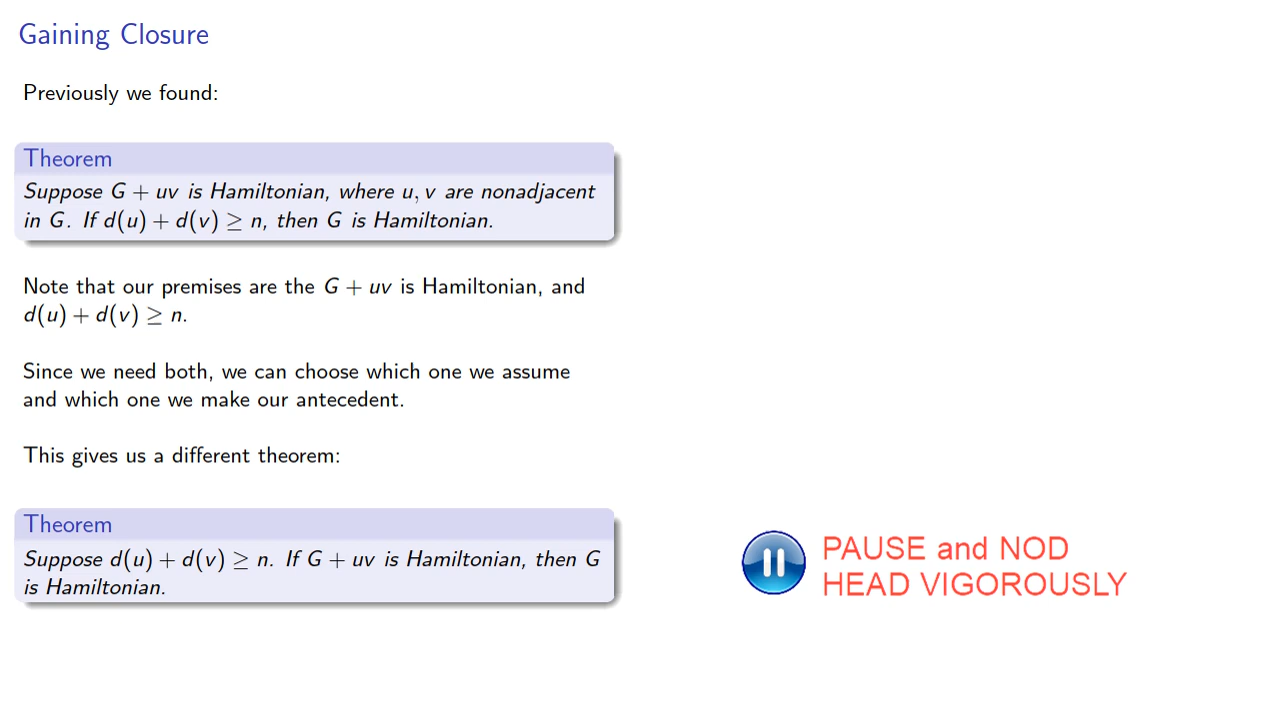 Gaining Closure
Previously we found:
Theorem
Suppose G + uv is Hamiltonian, where u, v are nonadjacent
in G. If d(u) + d(v) ≥ n, then G is Hamiltonian.
Note that our premises are the G + uv is Hamiltonian, and
d(u) + d(v) ≥ n.
Since we need both, we can choose which one we assume
and which one we make our antecedent.
This gives us a different theorem:
Theorem
Suppose d(u) + d(v) ≥ n. If G + uv is Hamiltonian, then G
is Hamiltonian.
PAUSE and NOD
HEAD VIGOROUSLY